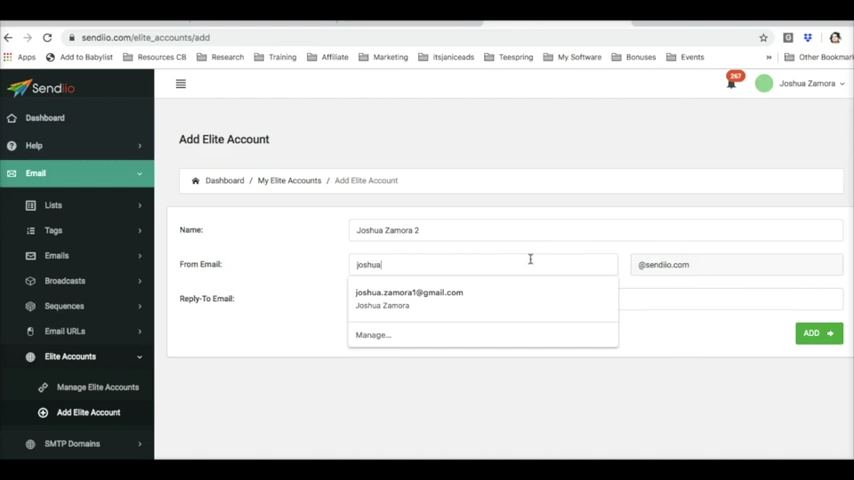 sendiio.com/elite_accounts/add
Apps Add to Babylist Resources CB Research Training Affiliate Marketing itsjaniceads Teespring My Software Bonuses Events » Other Bookmar
Sendiio
267
Joshua Zamora
Dashboard
Help
Email
Lists
Tags
Emails
Broadcasts
Sequences
Email URLs
Elite Accounts
Manage Elite Accounts
Add Elite Account
SMTP Domains
Add Elite Account
Dashboard / My Elite Accounts / Add Elite Account
Name: Joshua Zamora 2
From Email: joshua @sendiio.com
joshua.zamora1@gmail.com
Joshua Zamora
Reply-To Email:
Manage...
ADD